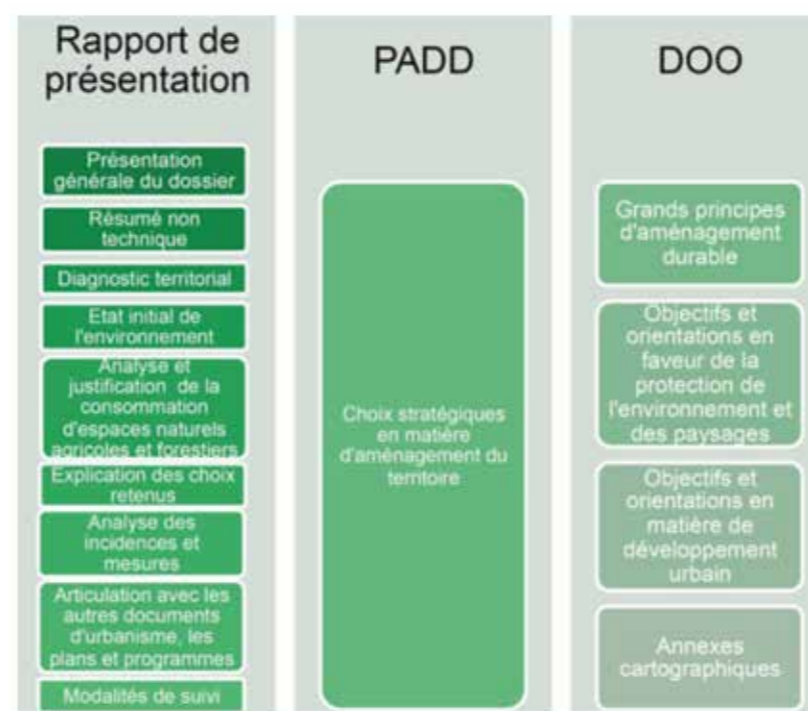 Rapport de
présentation
Présentation
générale du dossier
Résumé non
technique
Diagnostic territorial
Etat initial de
l'environnement
Analyse et
justification de la
consommation
d'espaces naturels
agricoles et forestiers
Explication des choix
retenus
Analyse des
incidences et
mesures
Articulation avec les
autres documents
d'urbanisme, les
plans et programmes
Modalités de suivi
PADD
Choix stratégiques
en matière
d'aménagement du
territoire
DOO
Grands principes
d'aménagement
durable
Objectifs et
orientations en
faveur de la
protection de
l'environnement et
des paysages
Objectifs et
orientations en
matière de
développement
urbain
Annexes
cartographiques